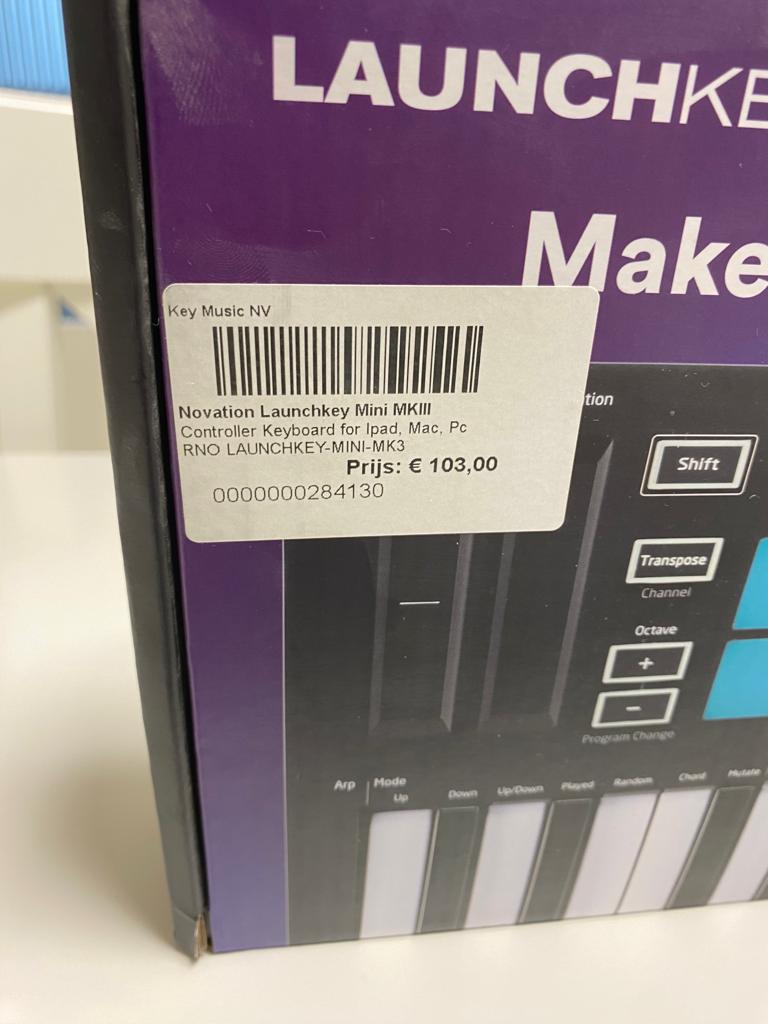 LAUNCHKE
Make
Key Music NV
Novation Launchkey Mini MKIII
Controller Keyboard for Ipad, Mac, Pc
RNO LAUNCHKEY-MINI-MK3
Prijs: € 103,00
0000000284130
tion
Shift
Transpose
Channel
Octave
+
−
Program Change
Arp | Mode
Up Down Up/Down Played Random Chord Mutate